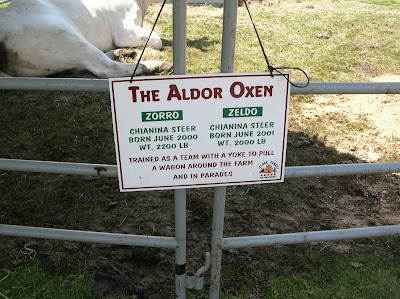 THE ALDOR OXEN
ZORRO ZELDO
CHIANINA STEER CHIANINA STEER
BORN JUNE 2000 BORN JUNE 2001
WT. 2200 LB WT. 2000 LB
TRAINED AS A TEAM WITH A YOKE TO PULL
A WAGON AROUND THE FARM
AND IN PARADES